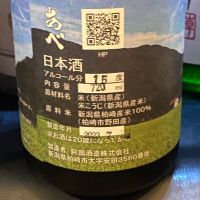 あべ
HP
日本酒
アルコール分 15度
内容量 720ml
原材料名 米(新潟県産)
米こうじ(新潟県産米)
原料米 新潟県柏崎産米100%
(柏崎市野田産)
製造年月 2022. 7
お酒は20歳になってから
製造者 阿部酒造株式会社
新潟県柏崎市大字安田3560番地